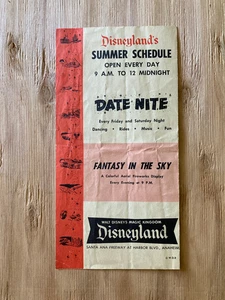 Disneyland's
SUMMER SCHEDULE
OPEN EVERY DAY
9 A.M. TO 12 MIDNIGHT
DATE NITE
Every Friday and Saturday Night
Dancing • Rides • Music • Fun
FANTASY IN THE SKY
A Colorful Aerial Fireworks Display
Every Evening at 9 P.M.
WALT DISNEY'S MAGIC KINGDOM
Disneyland
SANTA ANA FREEWAY AT HARBOR BLVD., ANAHEIM